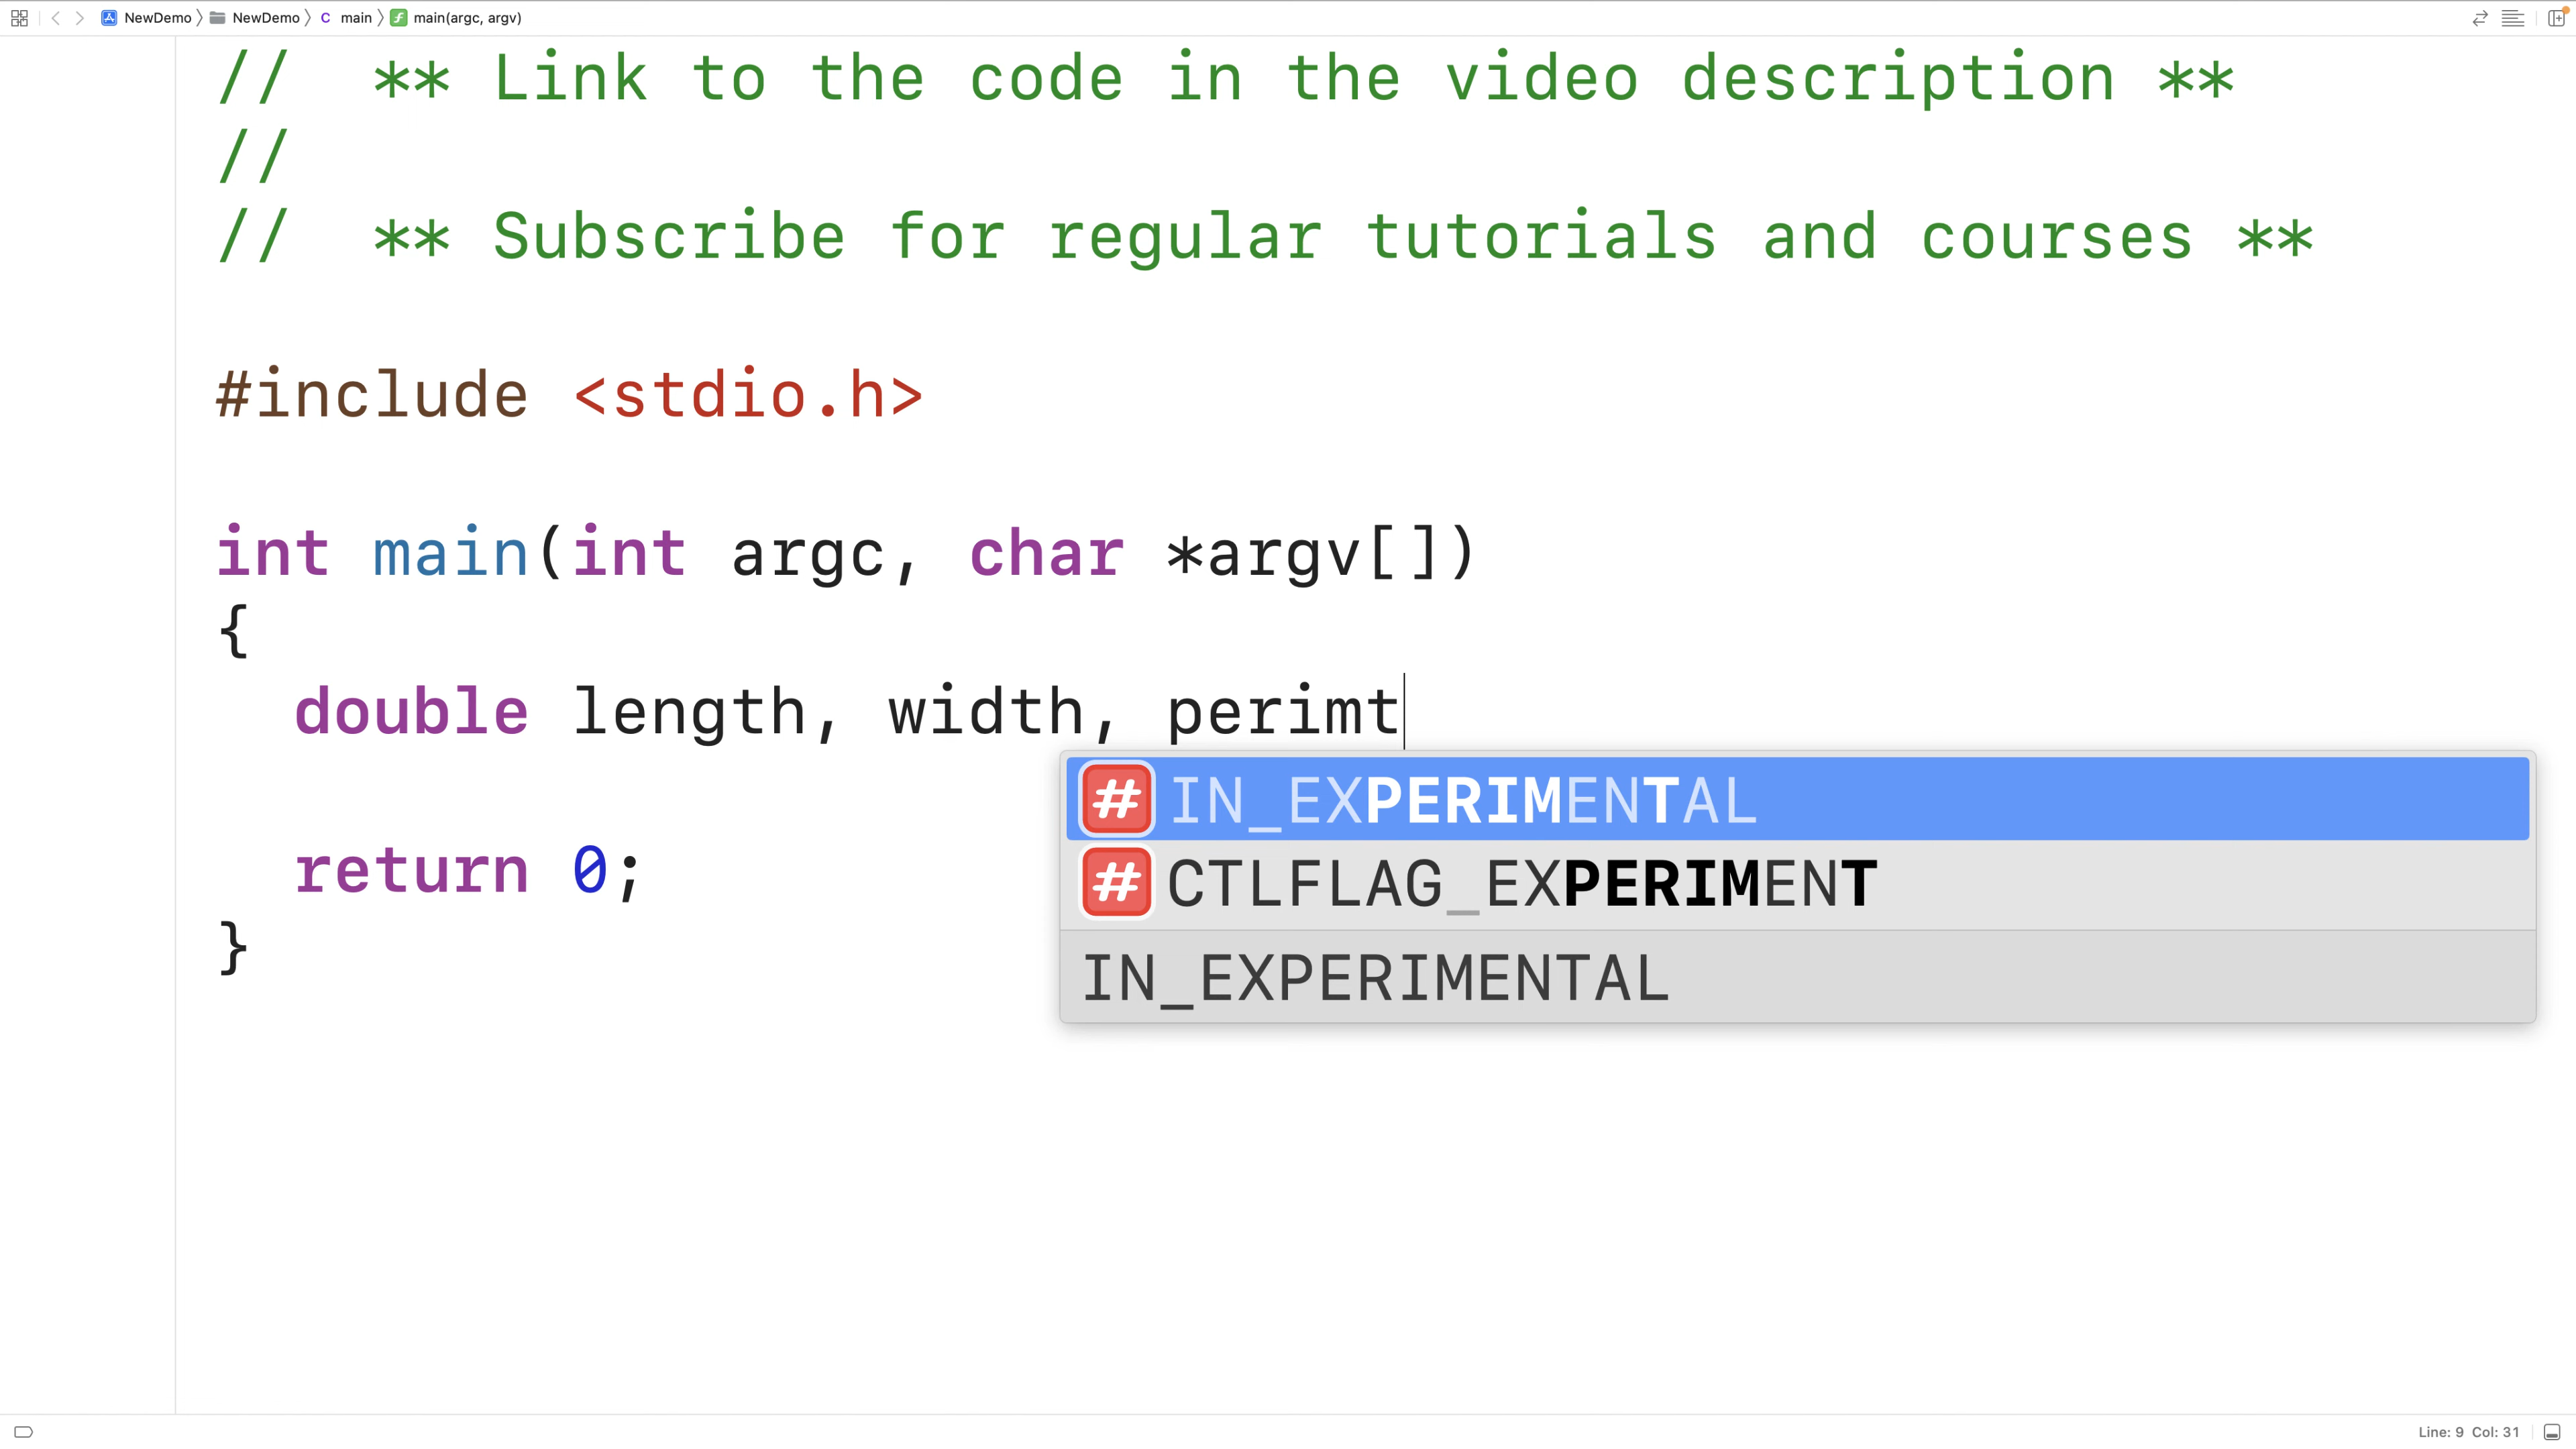 NewDemo NewDemo C main f main(argc, argv)
// ** Link to the code in the video description **
//
// ** Subscribe for regular tutorials and courses **
#include <stdio.h>
int main(int argc, char *argv[])
{
double length, width, perimt
# IN_EXPERIMENTAL
# CTLFLAG_EXPERIMENT
return 0;
}
IN_EXPERIMENTAL
Line: 9 Col: 31